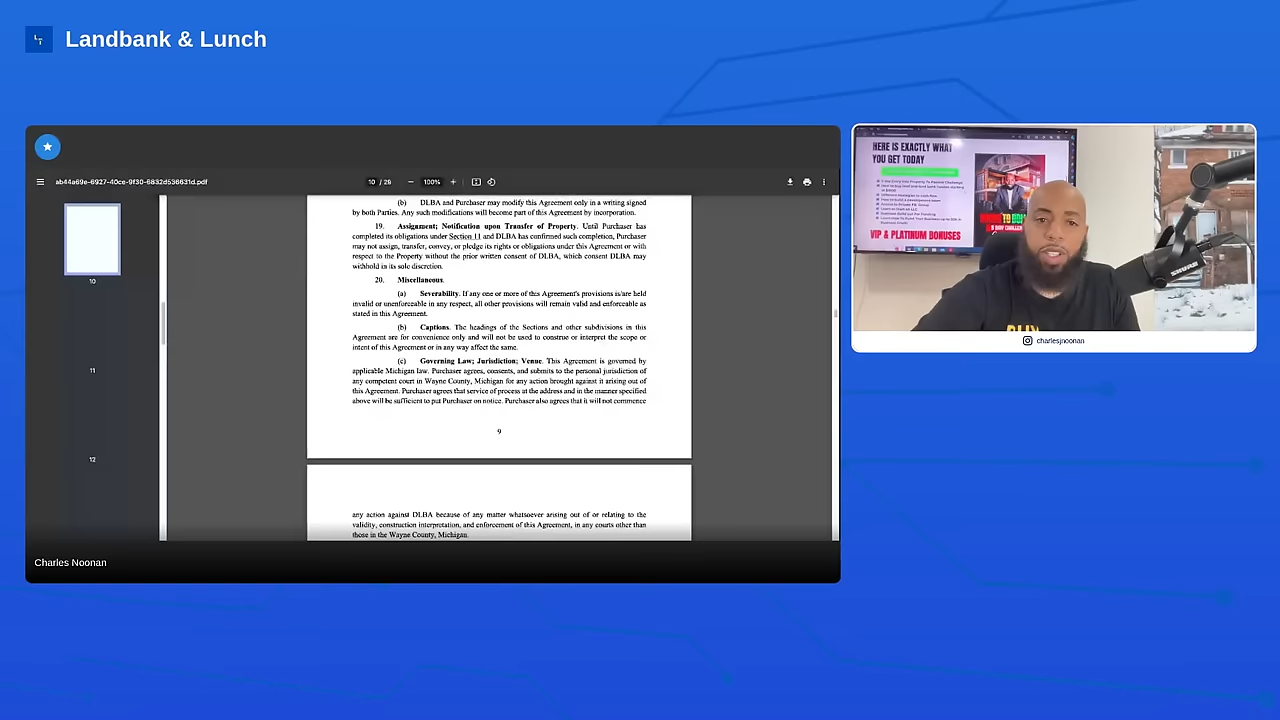 Landbank & Lunch
ab44a69e-6927-40ce-9f30-6832d536631d.pdf
10 / 26
100%
(b) DLBA and Purchaser may modify this Agreement only in a writing signed
by both Parties. Any such modifications will become part of this Agreement by incorporation.
19. Assignment; Notification upon Transfer of Property. Until Purchaser has
completed its obligations under Section 11 and DLBA has confirmed such completion, Purchaser
may not assign, transfer, convey, or pledge its rights or obligations under this Agreement or with
respect to the Property without the prior written consent of DLBA, which consent DLBA may
withhold in its sole discretion.
20. Miscellaneous.
(a) Severability. If any one or more of this Agreement's provisions is/are held
invalid or unenforceable in any respect, all other provisions will remain valid and enforceable as
stated in this Agreement.
(b) Captions. The headings of the Sections and other subdivisions in this
Agreement are for convenience only and will not be used to construe or interpret the scope or
intent of this Agreement or in any way affect the same.
(c) Governing Law; Jurisdiction; Venue. This Agreement is governed by
applicable Michigan law. Purchaser agrees, consents, and submits to the personal jurisdiction of
any competent court in Wayne County, Michigan for any action brought against it arising out of
this Agreement. Purchaser agrees that service of process at the address and in the manner specified
above will be sufficient to put Purchaser on notice. Purchaser also agrees that it will not commence
9
any action against DLBA because of any matter whatsoever arising out of or relating to the
validity, construction interpretation, and enforcement of this Agreement, in any courts other than
those in the Wayne County, Michigan.
10
11
12
Charles Noonan
HERE IS EXACTLY WHAT
YOU GET TODAY
VIP & PLATINUM BONUSES
SHURE
charlesjnoonan